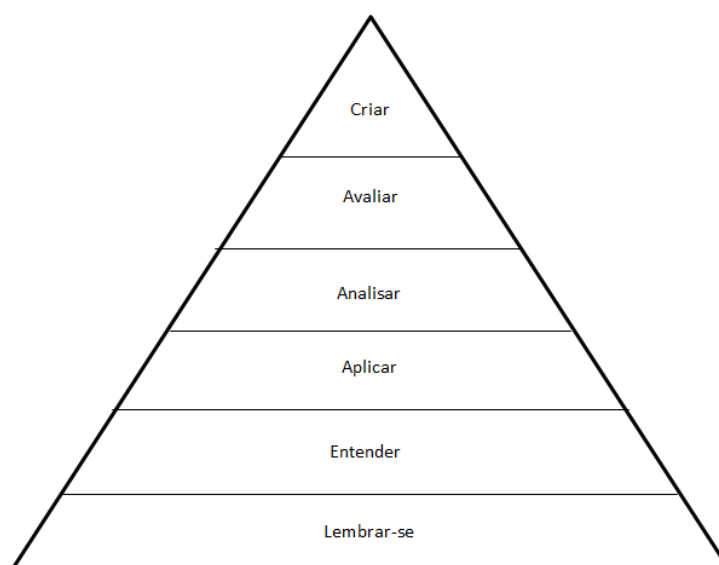 Criar
Avaliar
Analisar
Aplicar
Entender
Lembrar-se